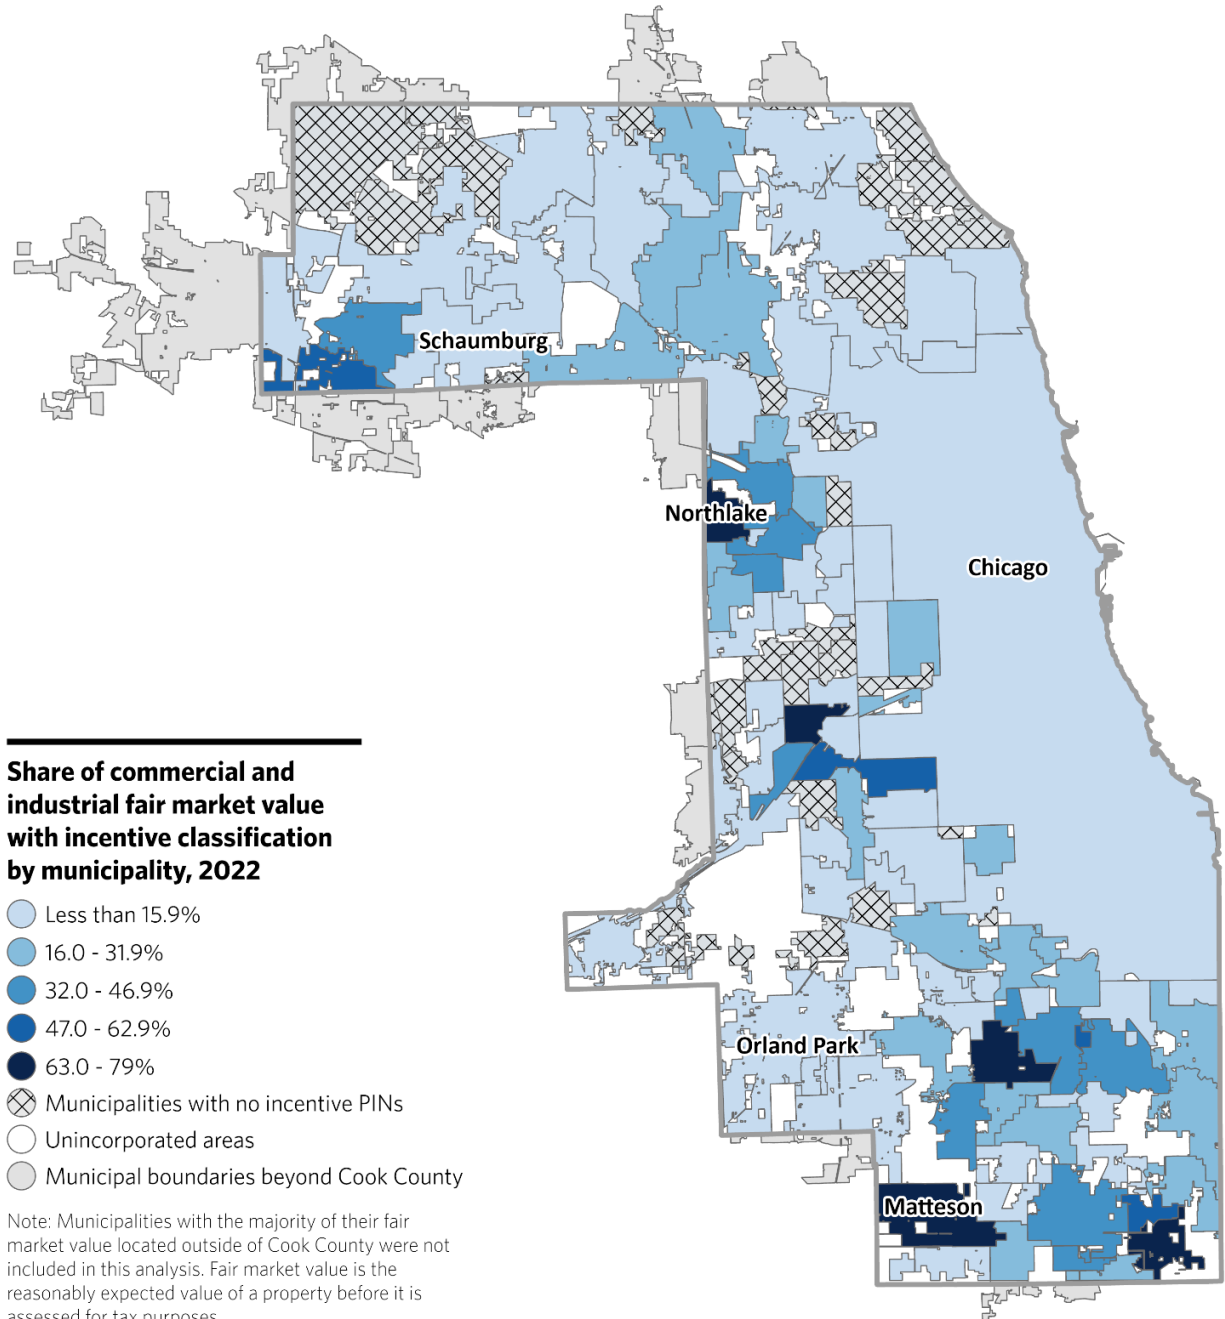 Schaumburg
Northlake
Chicago
Orland Park
Matteson
Share of commercial and
industrial fair market value
with incentive classification
by municipality, 2022
Less than 15.9%
16.0 - 31.9%
32.0 - 46.9%
47.0 - 62.9%
63.0 - 79%
Municipalities with no incentive PINs
Unincorporated areas
Municipal boundaries beyond Cook County
Note: Municipalities with the majority of their fair
market value located outside of Cook County were not
included in this analysis. Fair market value is the
reasonably expected value of a property before it is
assessed for tax purposes.